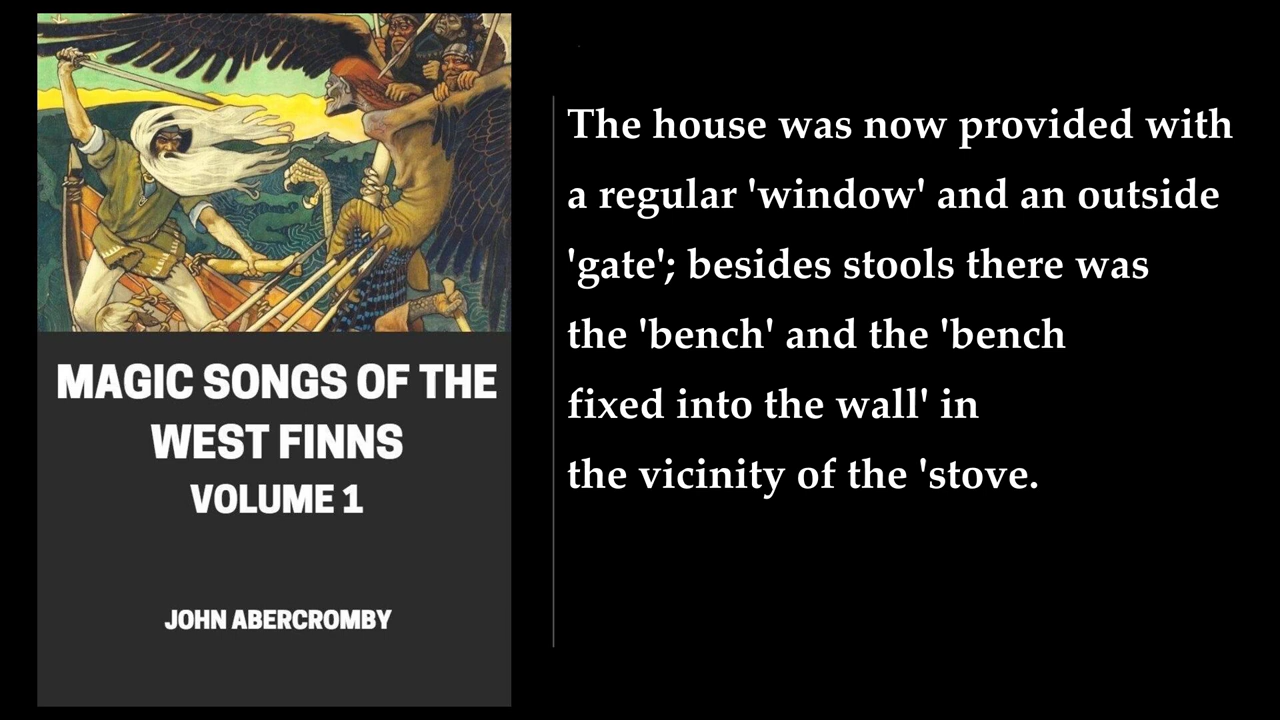 MAGIC SONGS OF THE
WEST FINNS
VOLUME 1
JOHN ABERCROMBY
The house was now provided with
a regular 'window' and an outside
'gate'; besides stools there was
the 'bench' and the 'bench
fixed into the wall' in
the vicinity of the 'stove.